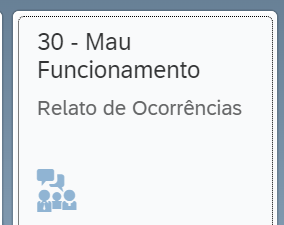 30 - Mau
Funcionamento
Relato de Ocorrências